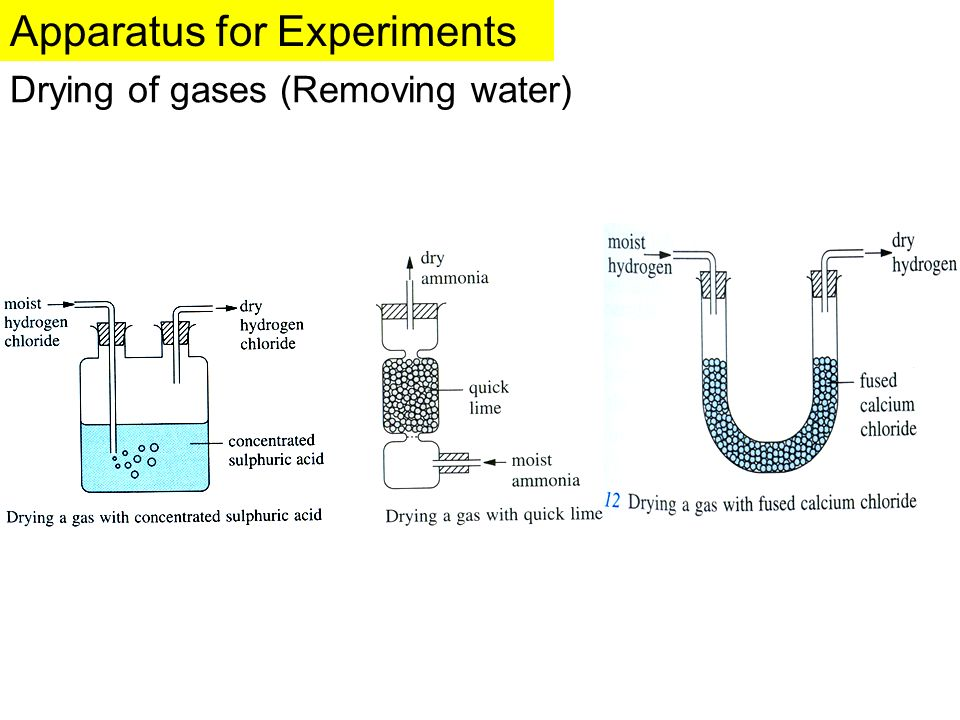 Apparatus for Experiments
Drying of gases (Removing water)
moist
hydrogen
chloride
dry
hydrogen
chloride
concentrated
sulphuric acid
Drying a gas with concentrated sulphuric acid
dry
ammonia
quick
lime
moist
ammonia
Drying a gas with quick lime
moist
hydrogen
dry
hydrogen
fused
calcium
chloride
12 Drying a gas with fused calcium chloride